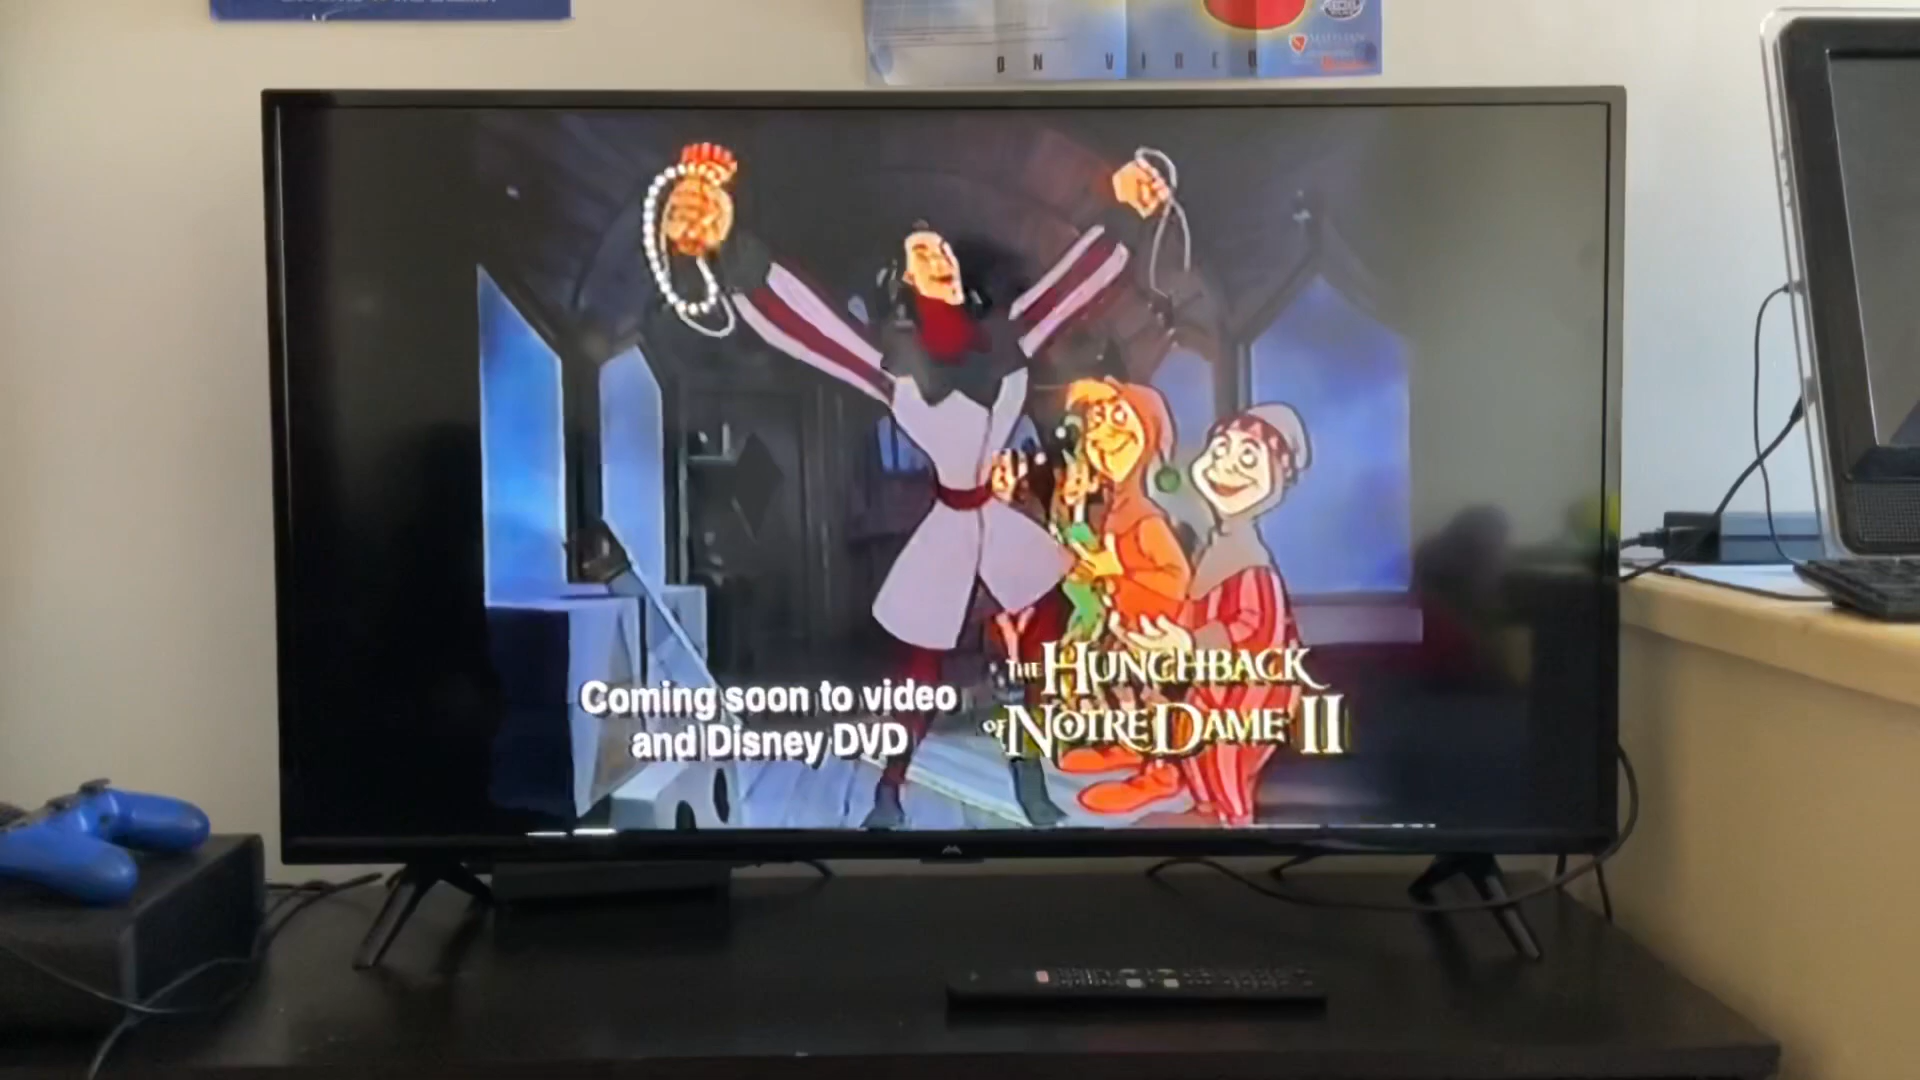 ON VIDEO
Coming soon to video
and Disney DVD
THE HUNCHBACK
OF NOTRE DAME II